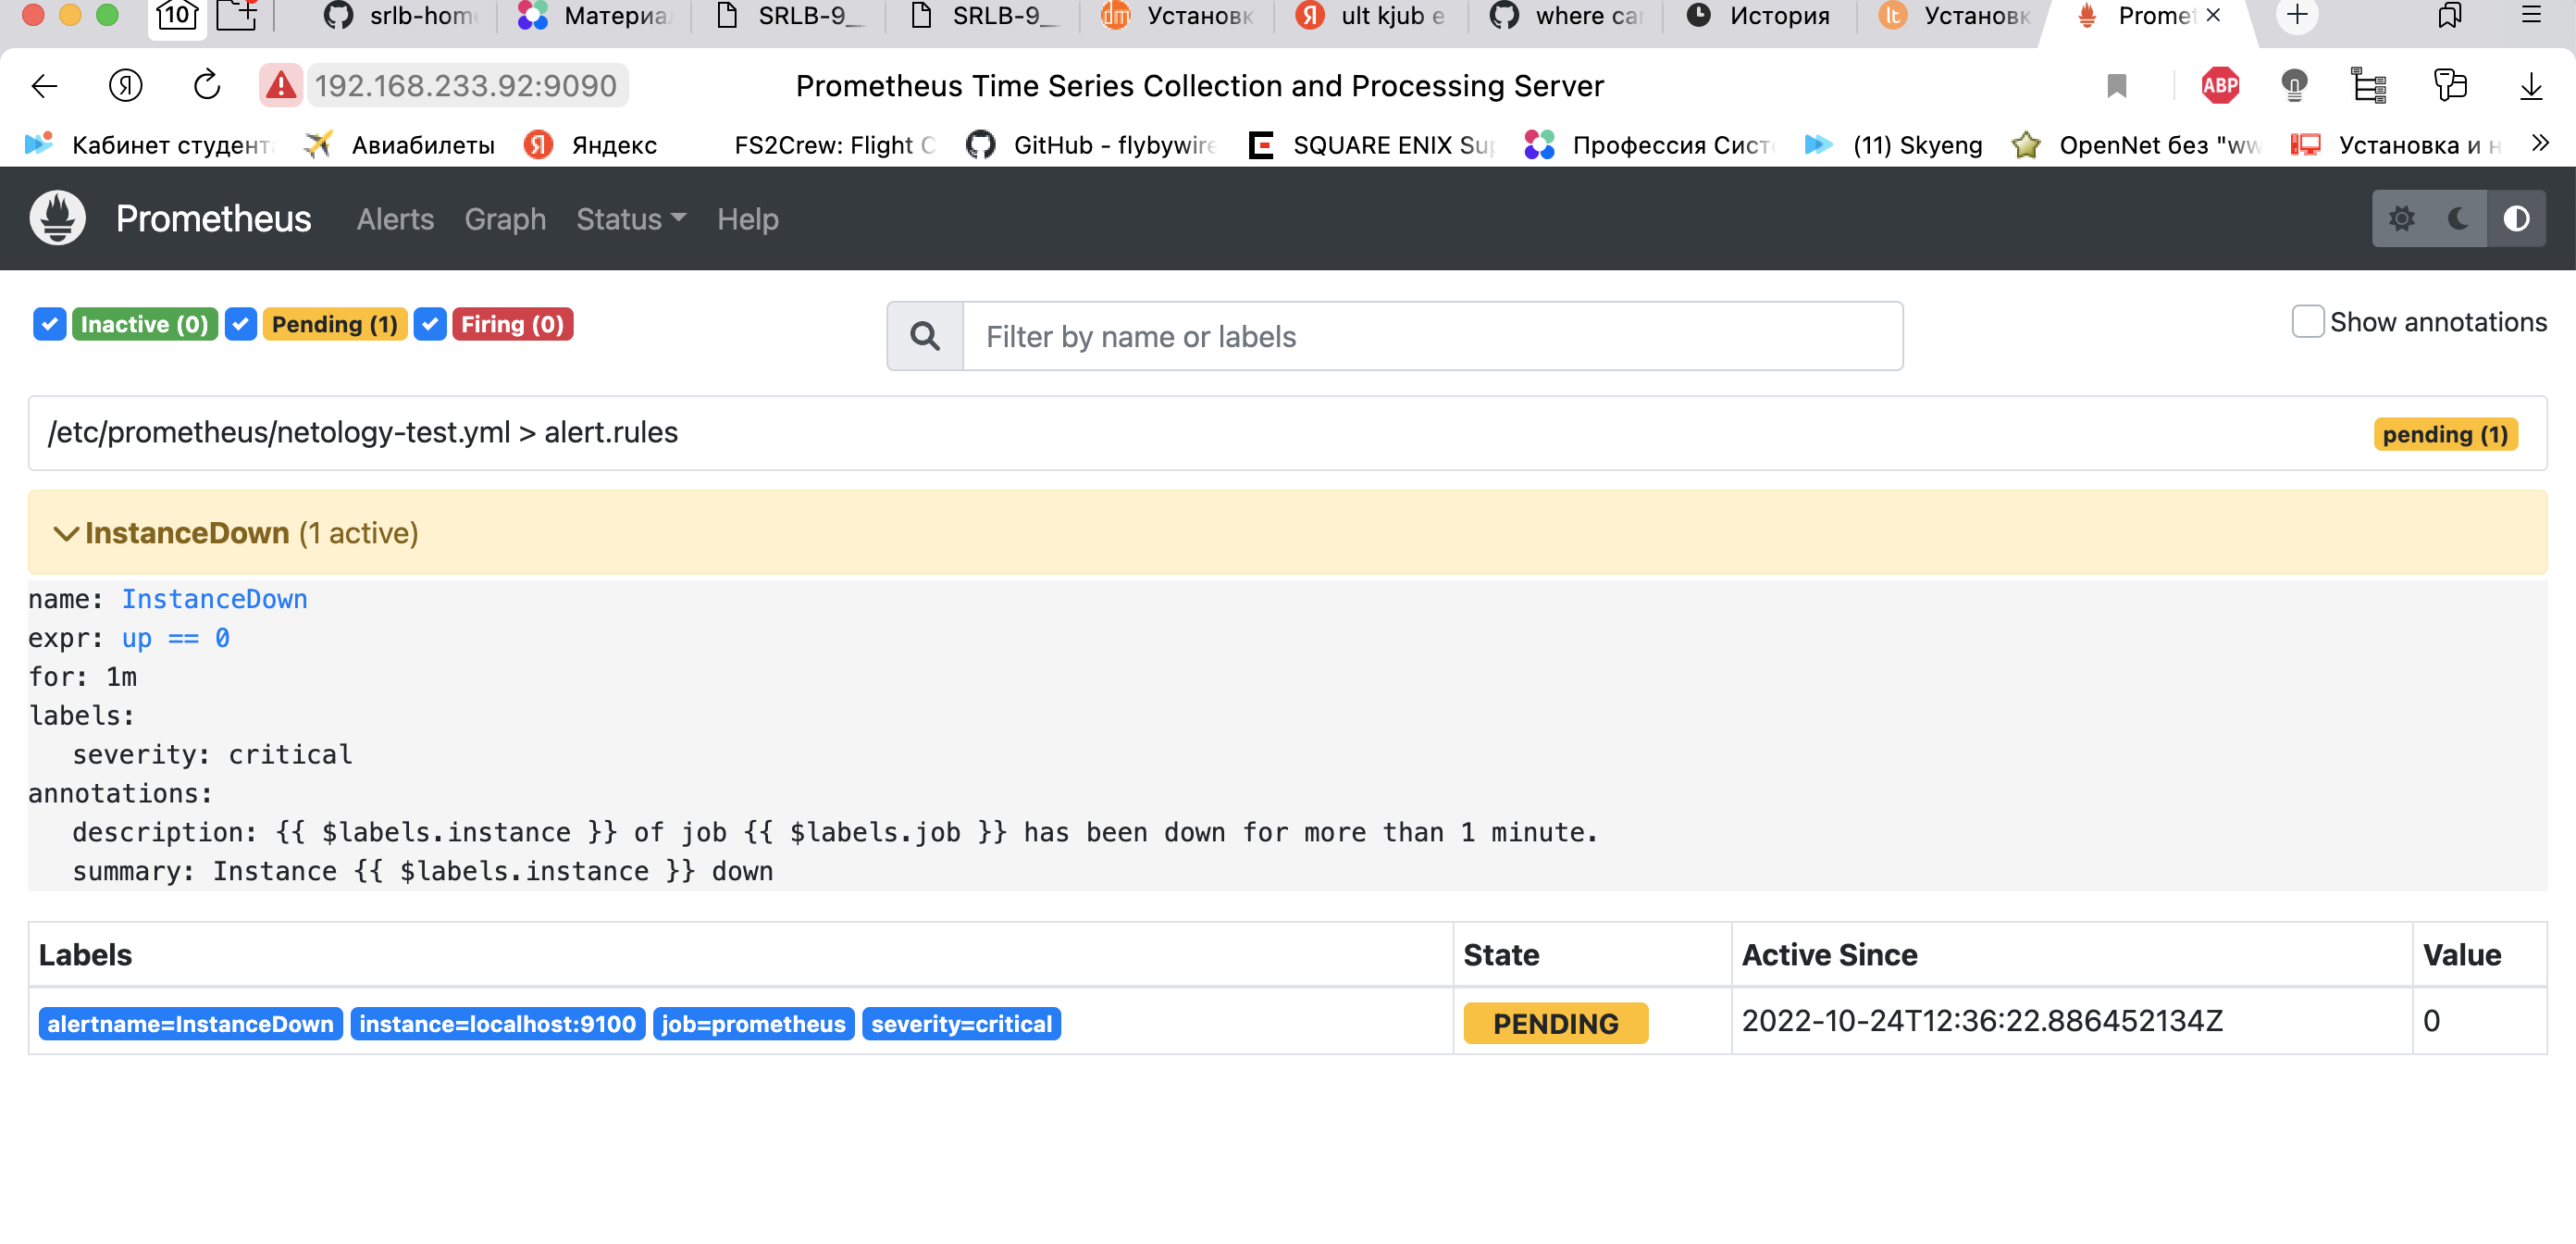 10 srlb-hom Материа SRLB-9__ SRLB-9__ Установк ult kjub e where car История Установк Promet
192.168.233.92:9090 Prometheus Time Series Collection and Processing Server ABP
Кабинет студент Авиабилеты Яндекс FS2Crew: Flight C GitHub - flybywire SQUARE ENIX Sup Профессия Сист (11) Skyeng OpenNet без "ww Установка и н
Prometheus Alerts Graph Status Help
Inactive (0) Pending (1) Firing (0) Filter by name or labels Show annotations
/etc/prometheus/netology-test.yml > alert.rules pending (1)
InstanceDown (1 active)
name: InstanceDown
expr: up == 0
for: 1m
labels:
severity: critical
annotations:
description: {{ $labels.instance }} of job {{ $labels.job }} has been down for more than 1 minute.
summary: Instance {{ $labels.instance }} down
Labels State Active Since Value
alertname=InstanceDown instance=localhost:9100 job=prometheus severity=critical PENDING 2022-10-24T12:36:22.886452134Z 0